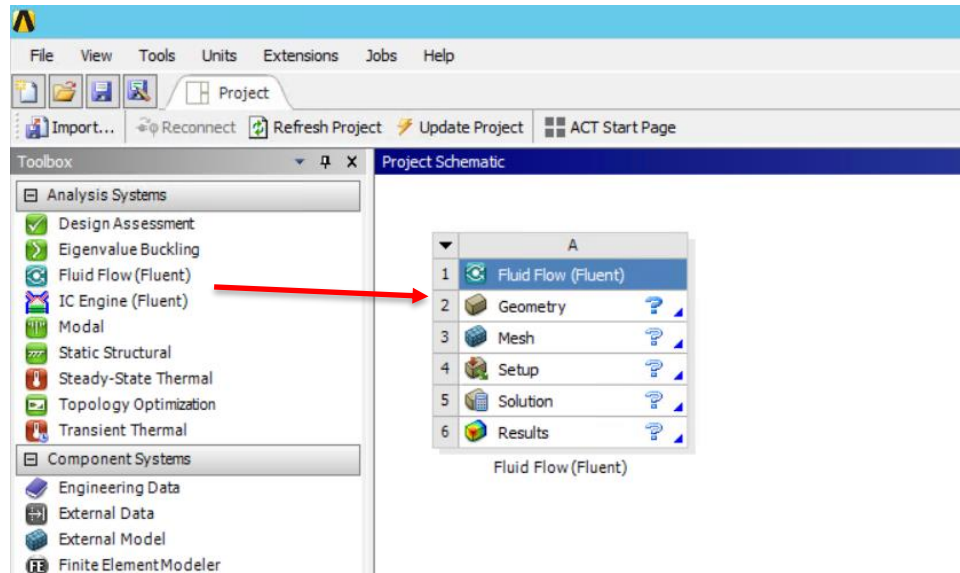 File View Tools Units Extensions Jobs Help
Project
Import... Reconnect Refresh Project Update Project ACT Start Page
Toolbox
Project Schematic
Analysis Systems
Design Assessment
Eigenvalue Buckling
Fluid Flow (Fluent)
IC Engine (Fluent)
Modal
Static Structural
Steady-State Thermal
Topology Optimization
Transient Thermal
Component Systems
Engineering Data
External Data
External Model
Finite Element Modeler
A
1 Fluid Flow (Fluent)
2 Geometry ?
3 Mesh ?
4 Setup ?
5 Solution ?
6 Results ?
Fluid Flow (Fluent)